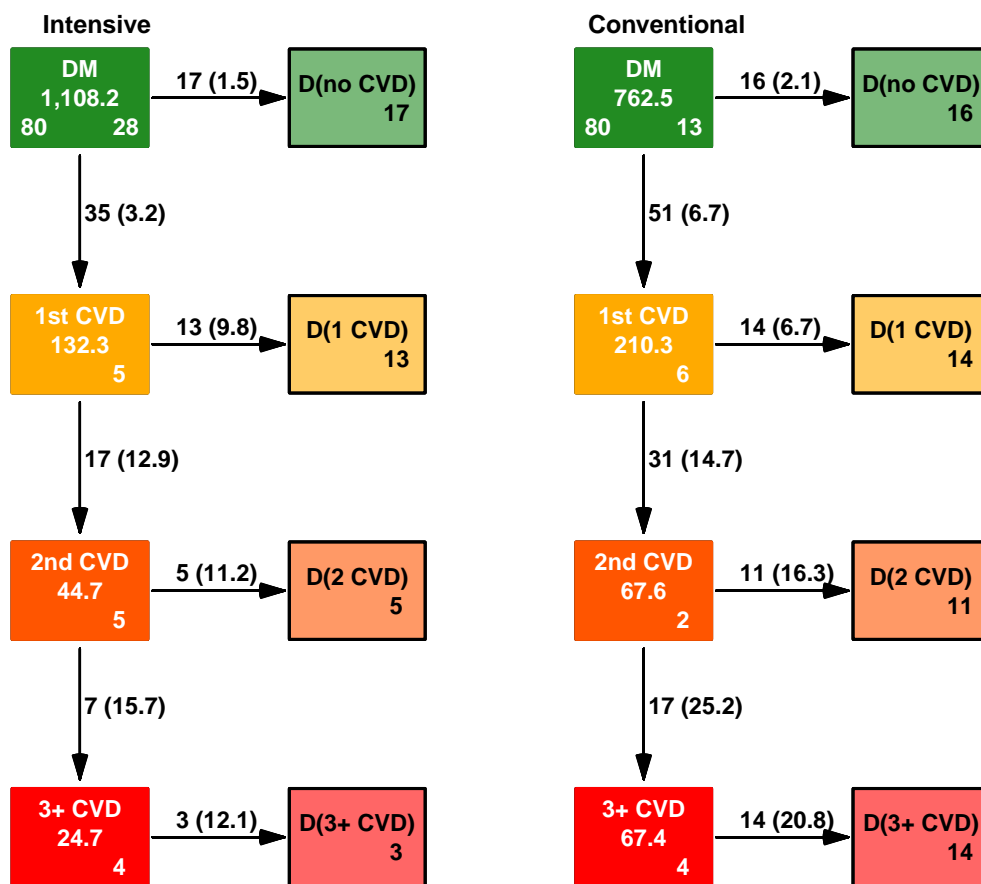 Intensive
DM
1,108.2
80 28
17 (1.5)
D(no CVD)
17
35 (3.2)
1st CVD
132.3
5
13 (9.8)
D(1 CVD)
13
17 (12.9)
2nd CVD
44.7
5
5 (11.2)
D(2 CVD)
5
7 (15.7)
3+ CVD
24.7
4
3 (12.1)
D(3+ CVD)
3
Conventional
DM
762.5
80 13
16 (2.1)
D(no CVD)
16
51 (6.7)
1st CVD
210.3
6
14 (6.7)
D(1 CVD)
14
31 (14.7)
2nd CVD
67.6
2
11 (16.3)
D(2 CVD)
11
17 (25.2)
3+ CVD
67.4
4
14 (20.8)
D(3+ CVD)
14